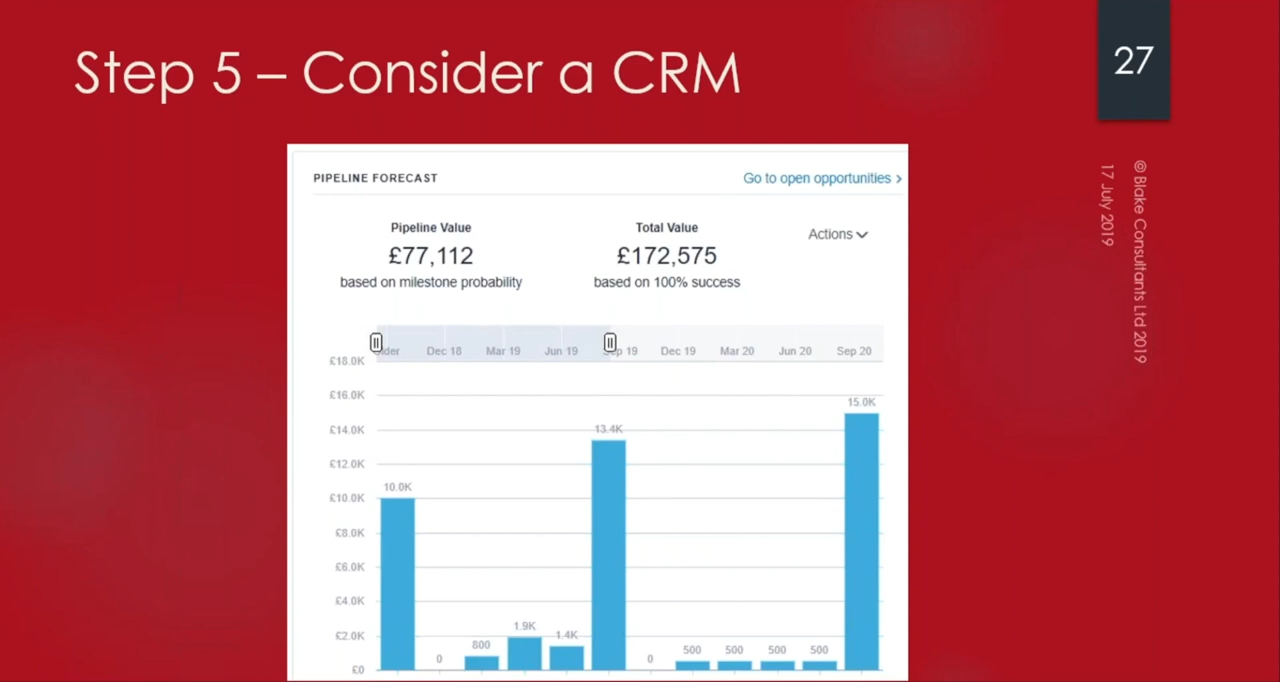 Step 5 – Consider a CRM
27
© Blake Consultants Ltd 2019
17 July 2019
PIPELINE FORECAST
Go to open opportunities ›
Pipeline Value
£77,112
based on milestone probability
Total Value
£172,575
based on 100% success
Actions
Dec 18 Mar 19 Jun 19 19 Dec 19 Mar 20 Jun 20 Sep 20
£18.0K
£16.0K
£14.0K
£12.0K
£10.0K
£8.0K
£6.0K
£4.0K
£2.0K
£0
10.0K
0
800
1.9K
1.4K
13.4K
0
500
500
500
500
15.0K